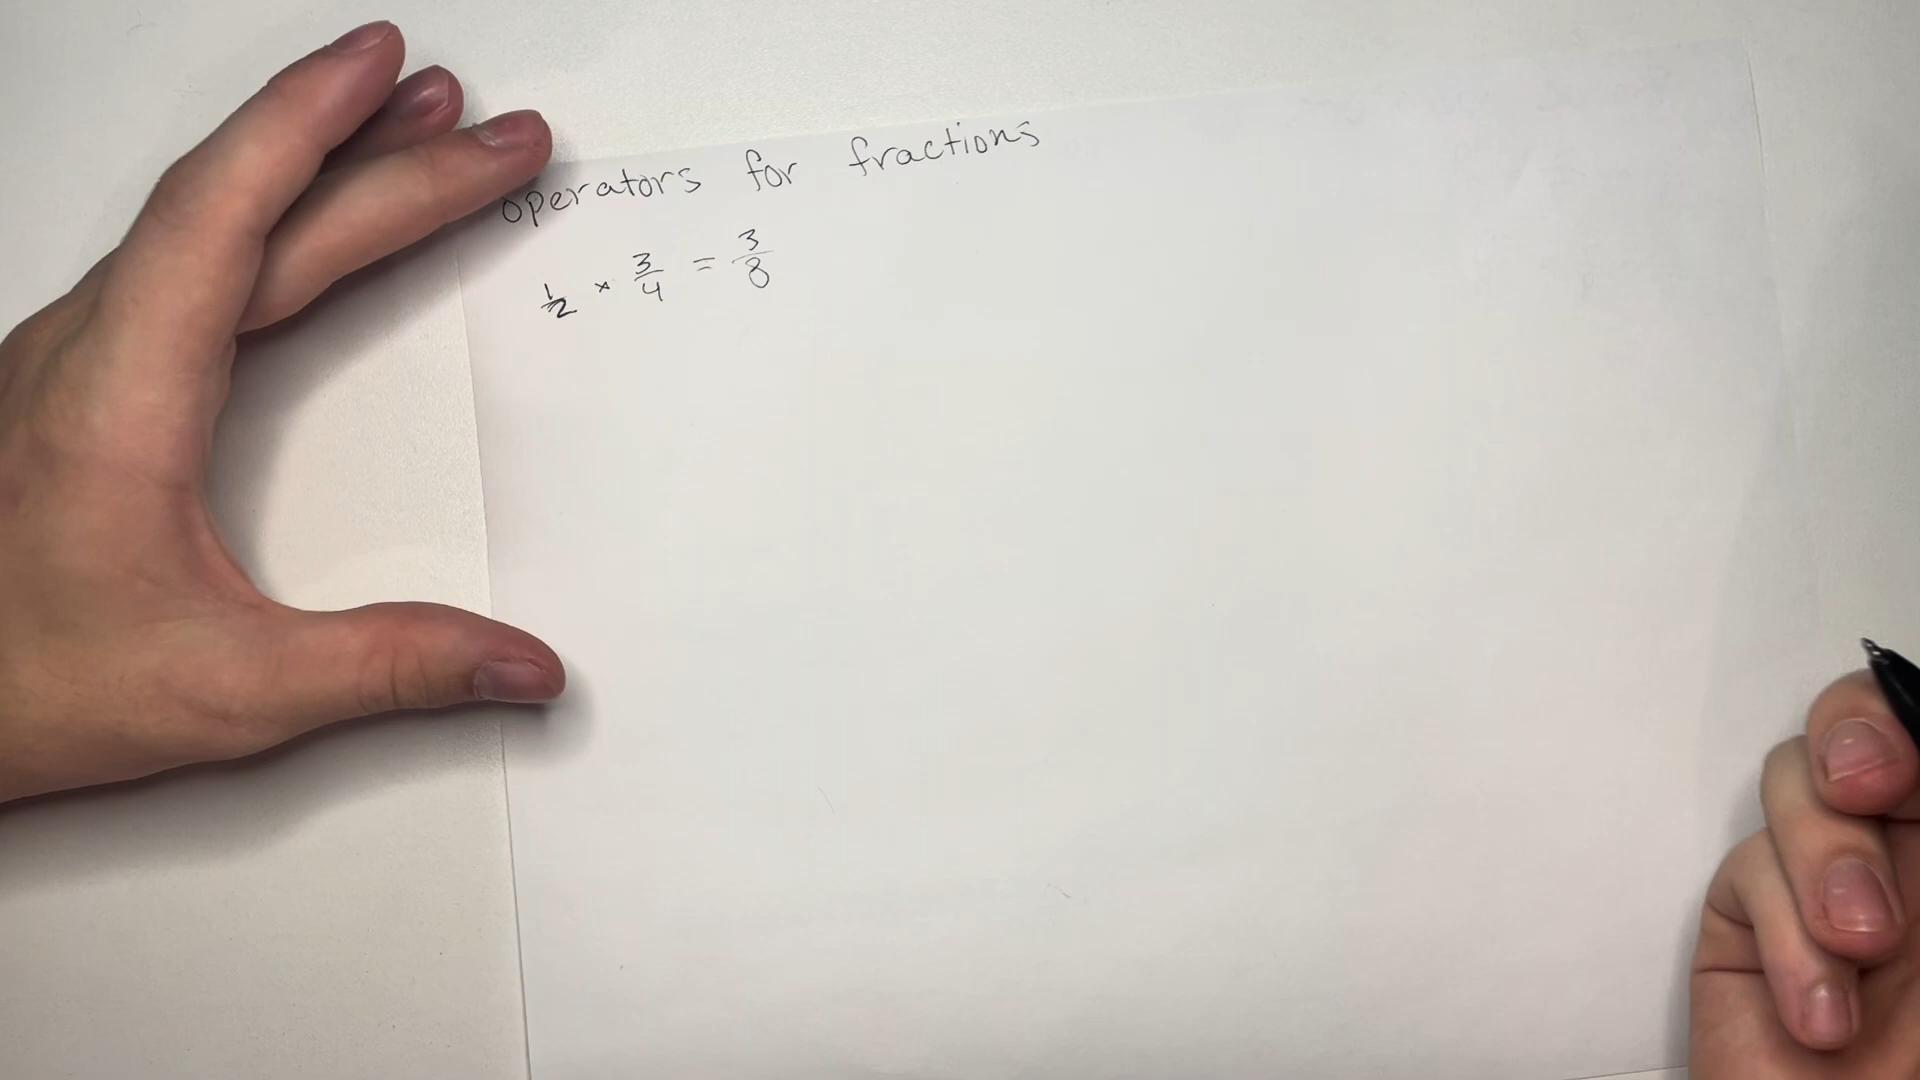 operators for fractions
1/2 × 3/4 = 3/8